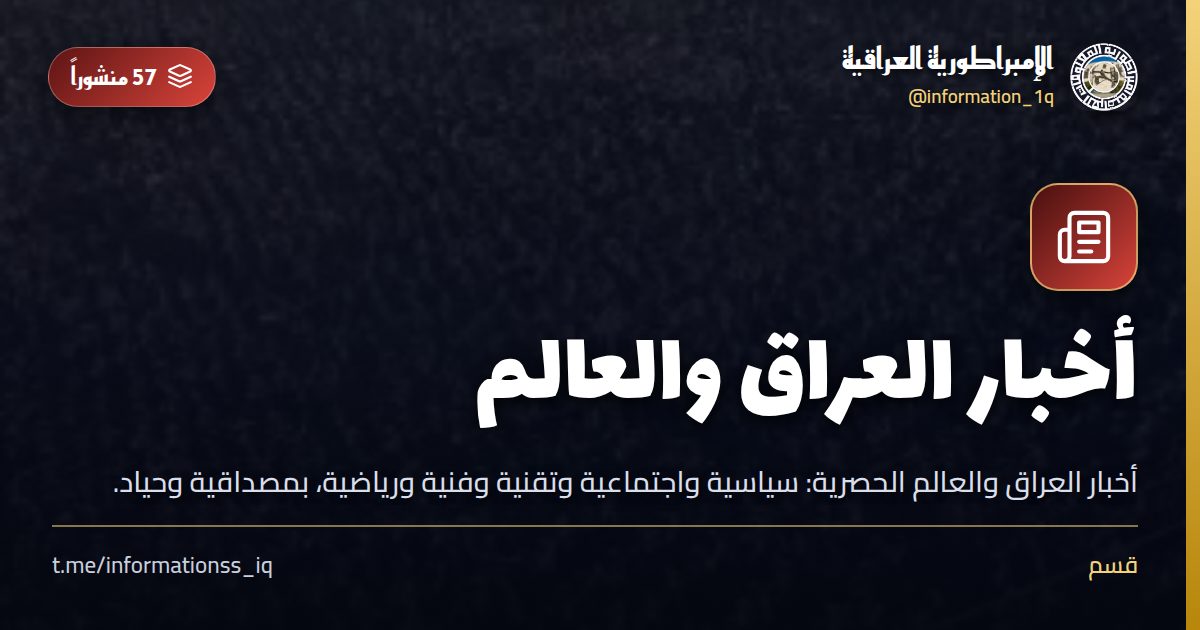 الإمبراطورية العراقية
@information_1q
57 منشوراً
أخبار العراق والعالم
أخبار العراق والعالم الحصرية: سياسية واجتماعية وتقنية وفنية ورياضية، بمصداقية وحياد.
قسم
t.me/informationss_iq